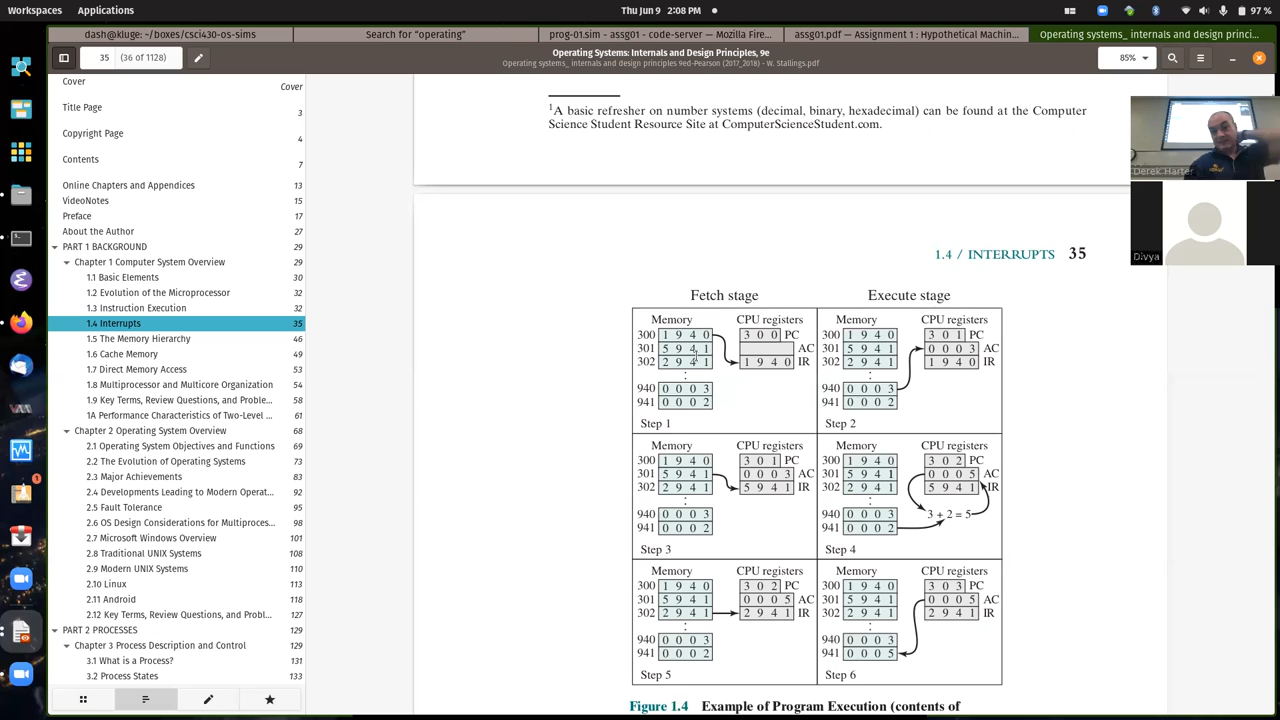 Activities
Documents
Thu Jun 9 2:08 PM
97 %
dash@kluge: ~/boxes/csci430-os-sims
Search for "operating"
prog-01.sim - assg01 - code-server — Mozilla Fire...
assg01.pdf — Assignment 1 : Hypothetical Machin...
Operating systems_ internals and design princi...
35 (36 of 1128)
Operating Systems: Internals and Design Principles, 9e
Operating systems_ internals and design principles 9ed-Pearson (2017_2018) - W. Stallings.pdf
85%
Cover Cover
Title Page 3
Copyright Page 4
Contents 7
Online Chapters and Appendices 13
VideoNotes 15
Preface 17
About the Author 27
PART 1 BACKGROUND 29
Chapter 1 Computer System Overview 29
1.1 Basic Elements 30
1.2 Evolution of the Microprocessor 32
1.3 Instruction Execution 32
1.4 Interrupts 35
1.5 The Memory Hierarchy 46
1.6 Cache Memory 49
1.7 Direct Memory Access 53
1.8 Multiprocessor and Multicore Organization 54
1.9 Key Terms, Review Questions, and Proble... 58
1A Performance Characteristics of Two-Level ... 61
Chapter 2 Operating System Overview 68
2.1 Operating System Objectives and Functions 69
2.2 The Evolution of Operating Systems 73
2.3 Major Achievements 83
2.4 Developments Leading to Modern Operat... 92
2.5 Fault Tolerance 95
2.6 OS Design Considerations for Multiproces... 98
2.7 Microsoft Windows Overview 101
2.8 Traditional UNIX Systems 108
2.9 Modern UNIX Systems 110
2.10 Linux 113
2.11 Android 118
2.12 Key Terms, Review Questions, and Probl... 127
PART 2 PROCESSES 129
Chapter 3 Process Description and Control 129
3.1 What is a Process? 131
3.2 Process States 133
1A basic refresher on number systems (decimal, binary, hexadecimal) can be found at the Computer
Science Student Resource Site at ComputerScienceStudent.com.
Derek Harter
Divya
1.4 / INTERRUPTS 35
Fetch stage Execute stage
Memory CPU registers
300 1 9 4 0 3 0 0 PC
301 5 9 4 1 AC
302 2 9 4 1 1 9 4 0 IR
940 0 0 0 3
941 0 0 0 2
Step 1
Memory CPU registers
300 1 9 4 0 3 0 1 PC
301 5 9 4 1 0 0 0 3 AC
302 2 9 4 1 1 9 4 0 IR
940 0 0 0 3
941 0 0 0 2
Step 2
Memory CPU registers
300 1 9 4 0 3 0 1 PC
301 5 9 4 1 0 0 0 3 AC
302 2 9 4 1 5 9 4 1 IR
940 0 0 0 3
941 0 0 0 2
Step 3
Memory CPU registers
300 1 9 4 0 3 0 2 PC
301 5 9 4 1 0 0 0 5 AC
302 2 9 4 1 5 9 4 1 IR
940 0 0 0 3 3 + 2 = 5
941 0 0 0 2
Step 4
Memory CPU registers
300 1 9 4 0 3 0 2 PC
301 5 9 4 1 0 0 0 5 AC
302 2 9 4 1 2 9 4 1 IR
940 0 0 0 3
941 0 0 0 2
Step 5
Memory CPU registers
300 1 9 4 0 3 0 3 PC
301 5 9 4 1 0 0 0 5 AC
302 2 9 4 1 2 9 4 1 IR
940 0 0 0 3
941 0 0 0 5
Step 6
Figure 1.4 Example of Program Execution (contents of
1